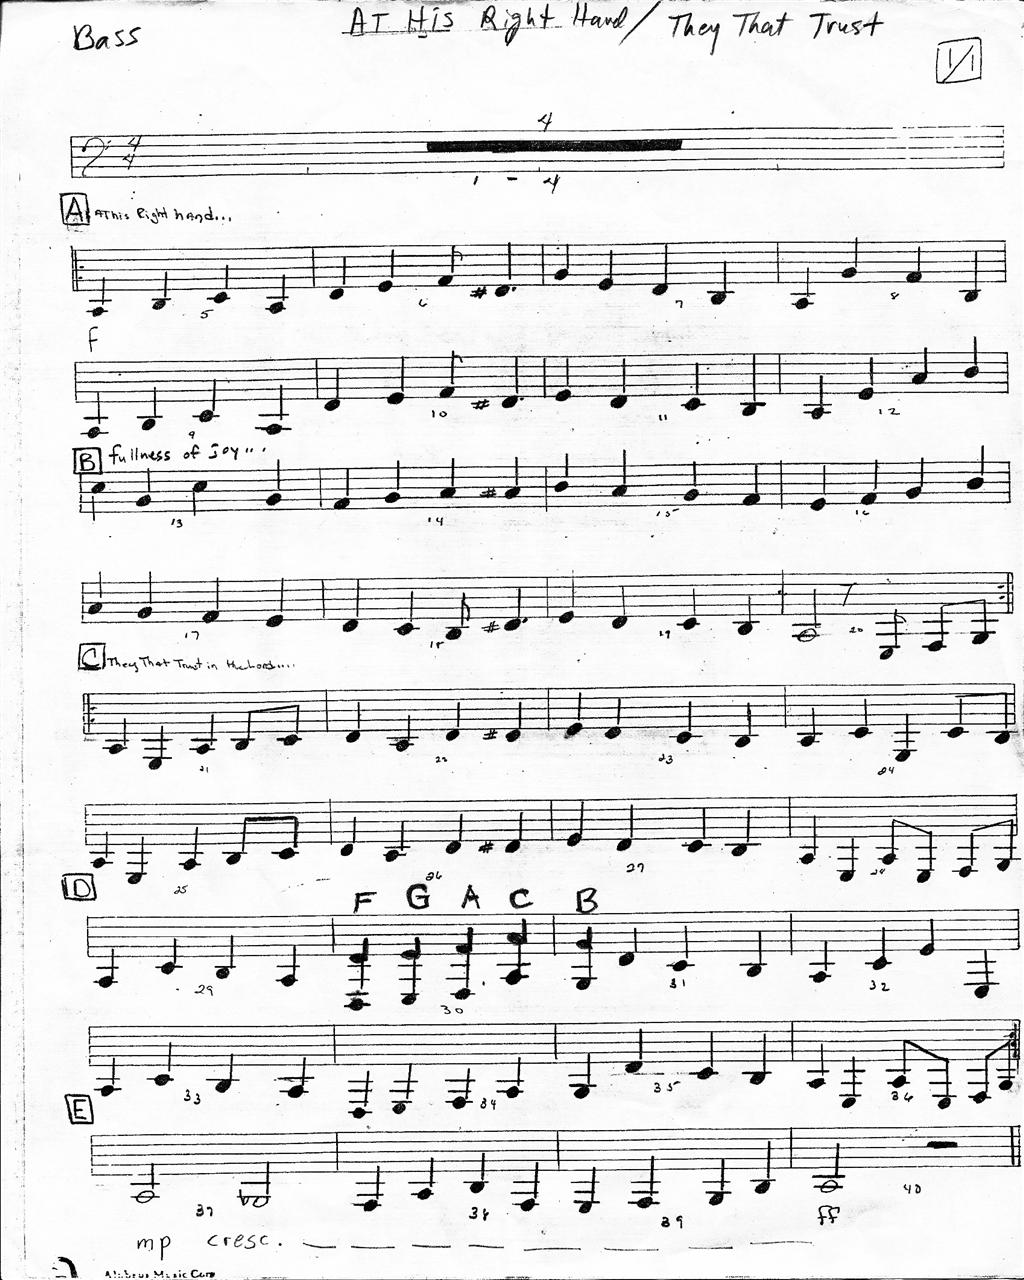 Bass
AT His Right Hand/ They That Trust
1/1
4
4
4
1 - 4
A At His Right hand...
5 6 7 8
f
9 10 11 12
B fullness of joy...
13 14 15 16
17 18 19 20
C They That Trust in the Lord....
21 22 23 24
25 26 27 28
D
F G A C B
29 30 31 32
33 34 35 36
E
37 38 39 40
ff
mp cresc.
Music Corp